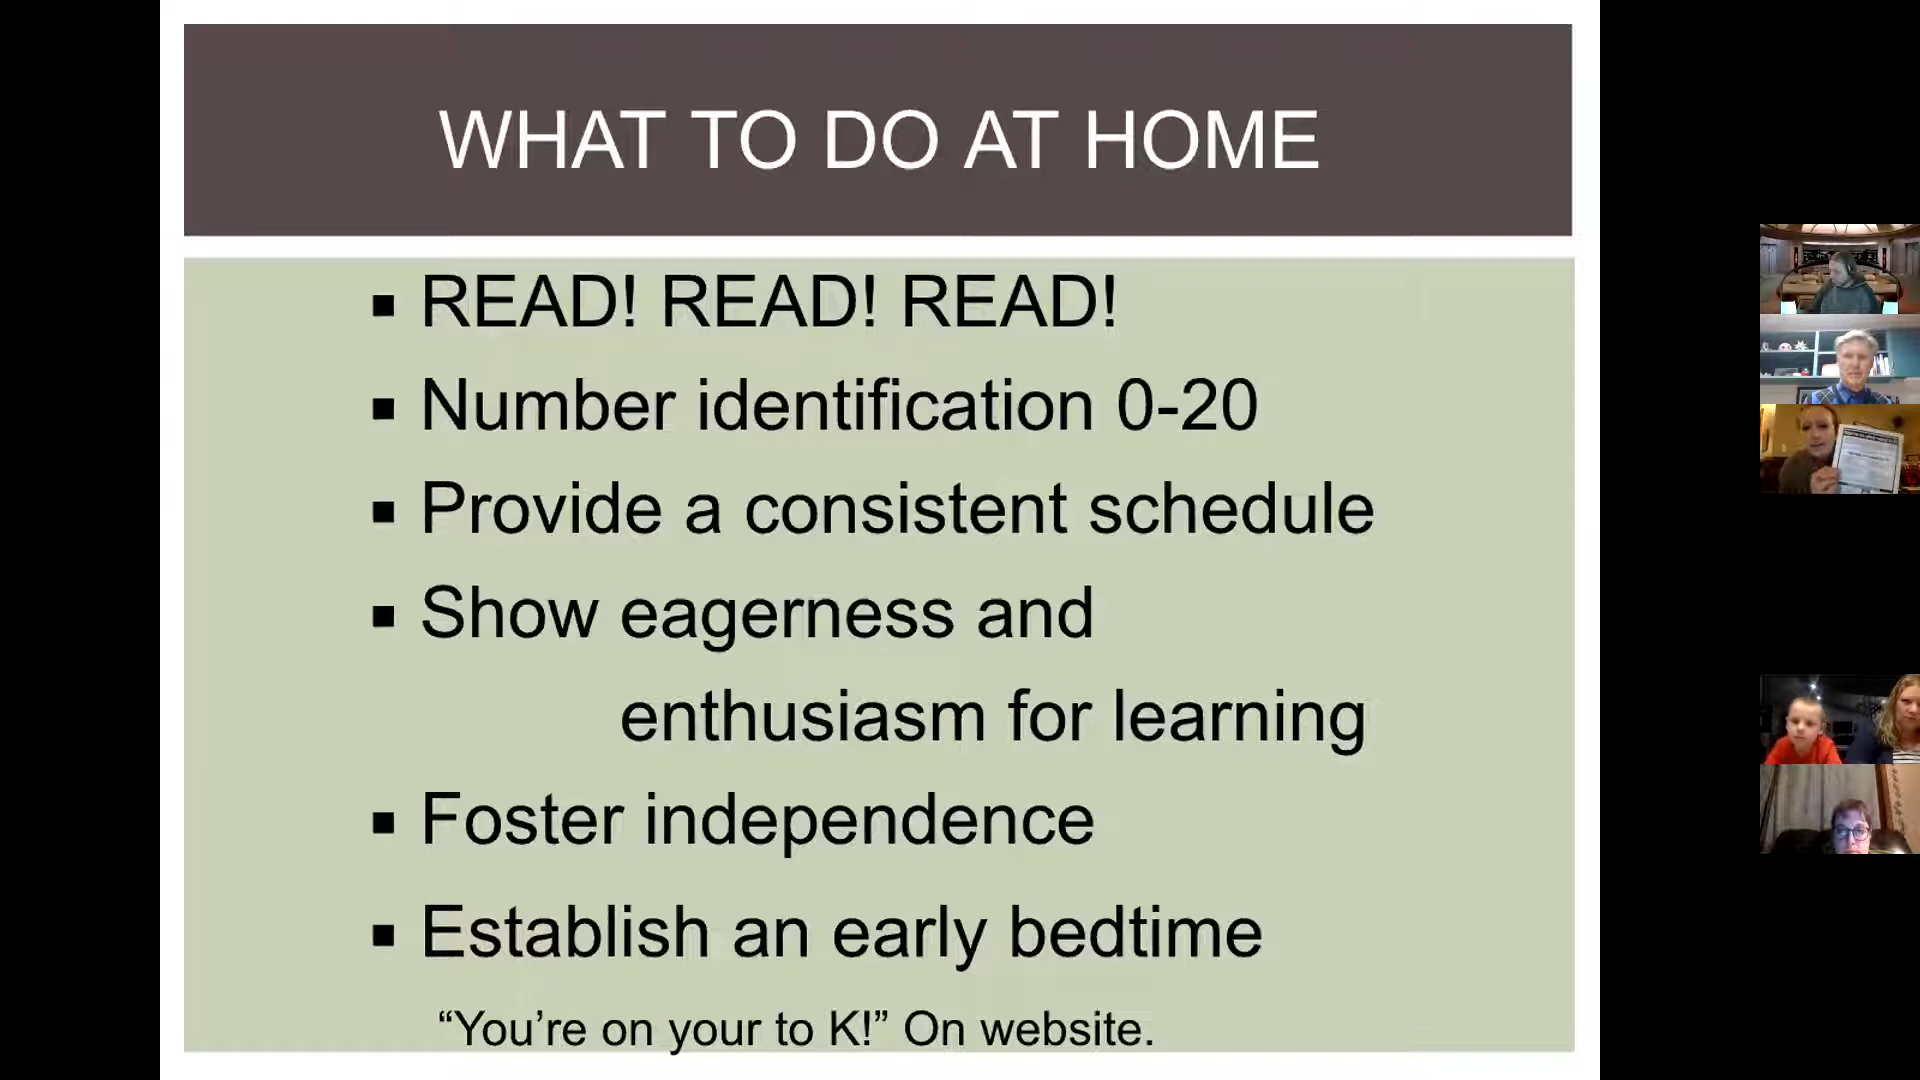 WHAT TO DO AT HOME
▪ READ! READ! READ!
▪ Number identification 0-20
▪ Provide a consistent schedule
▪ Show eagerness and
enthusiasm for learning
▪ Foster independence
▪ Establish an early bedtime
“You’re on your to K!” On website.